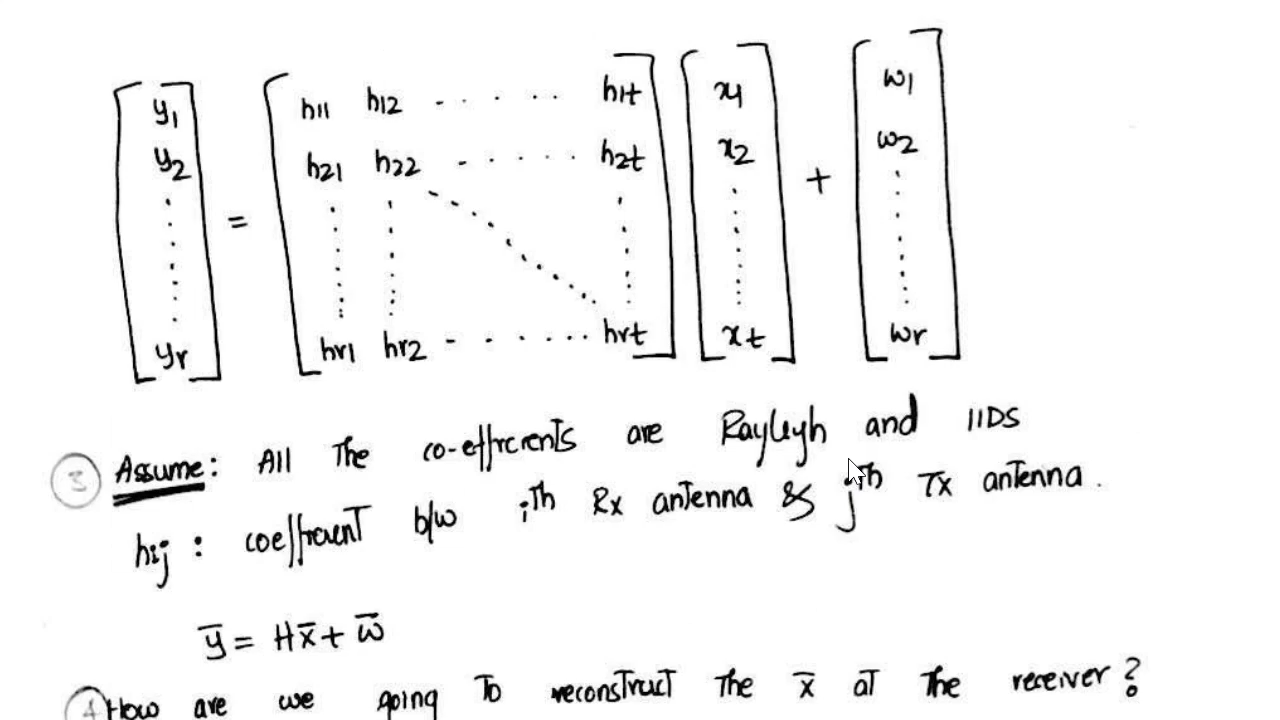 [y1 y2 ⋮ yr] = [h11 h12 ..... h1t
h21 h22 ..... h2t
⋮ ⋮ ⋱ ⋮
hr1 hr2 ..... hrt] [x1 x2 ⋮ xt] + [w1 w2 ⋮ wr]
③ Assume: All the co-efficients are Rayleigh and IIDS
hij : coefficient b/w ith Rx antenna & jth Tx antenna.
ȳ = Hx̄ + w̄
④ How are we going to reconstruct the x̄ at the receiver?